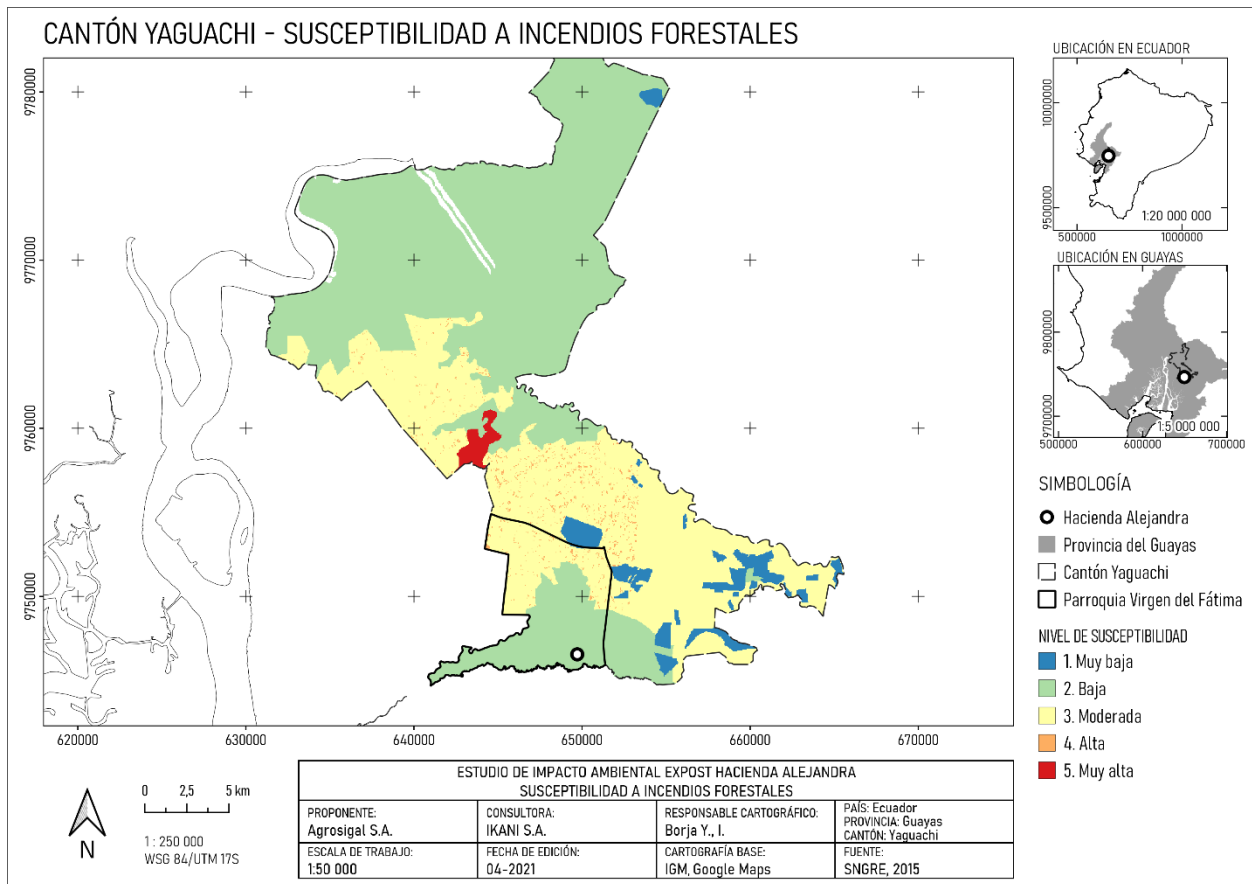 CANTÓN YAGUACHI - SUSCEPTIBILIDAD A INCENDIOS FORESTALES
9780000
9770000
9760000
9750000
620000
630000
640000
650000
660000
670000
UBICACIÓN EN ECUADOR
10000000
9500000
1:20 000 000
500000
1000000
UBICACIÓN EN GUAYAS
9800000
9700000
1:5 000 000
500000
600000
700000
SIMBOLOGÍA
Hacienda Alejandra
Provincia del Guayas
Cantón Yaguachi
Parroquia Virgen del Fátima
NIVEL DE SUSCEPTIBILIDAD
1. Muy baja
2. Baja
3. Moderada
4. Alta
5. Muy alta
N
0 2,5 5 km
1 : 250 000
WSG 84/UTM 17S
ESTUDIO DE IMPACTO AMBIENTAL EXPOST HACIENDA ALEJANDRA
SUSCEPTIBILIDAD A INCENDIOS FORESTALES
PROPONENTE:
Agrosigal S.A.
CONSULTORA:
IKANI S.A.
RESPONSABLE CARTOGRÁFICO:
Borja Y., I.
PAÍS: Ecuador
PROVINCIA: Guayas
CANTÓN: Yaguachi
ESCALA DE TRABAJO:
1:50 000
FECHA DE EDICIÓN:
04-2021
CARTOGRAFÍA BASE:
IGM, Google Maps
FUENTE:
SNGRE, 2015